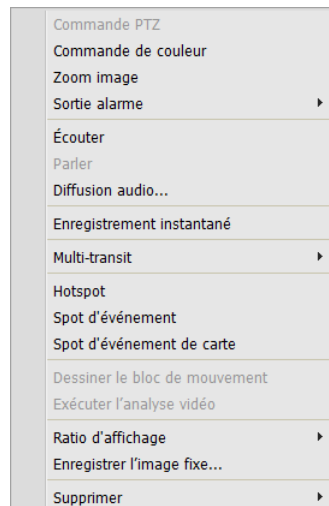 Commande PTZ
Commande de couleur
Zoom image
Sortie alarme
Écouter
Parler
Diffusion audio...
Enregistrement instantané
Multi-transit
Hotspot
Spot d'événement
Spot d'événement de carte
Dessiner le bloc de mouvement
Exécuter l'analyse vidéo
Ratio d'affichage
Enregistrer l'image fixe...
Supprimer